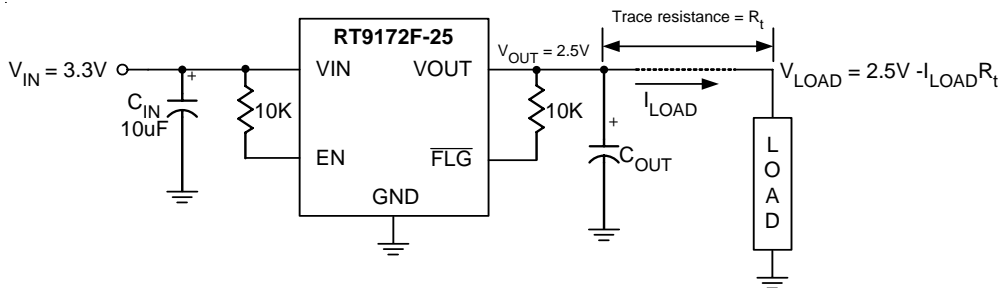 Trace resistance = Rt
RT9172F-25
VOUT = 2.5V
VIN = 3.3V
VIN
VOUT
VLOAD = 2.5V -ILOADRt
+
CIN
10uF
10K
10K
+
ILOAD
EN
FLG
COUT
GND
LOAD